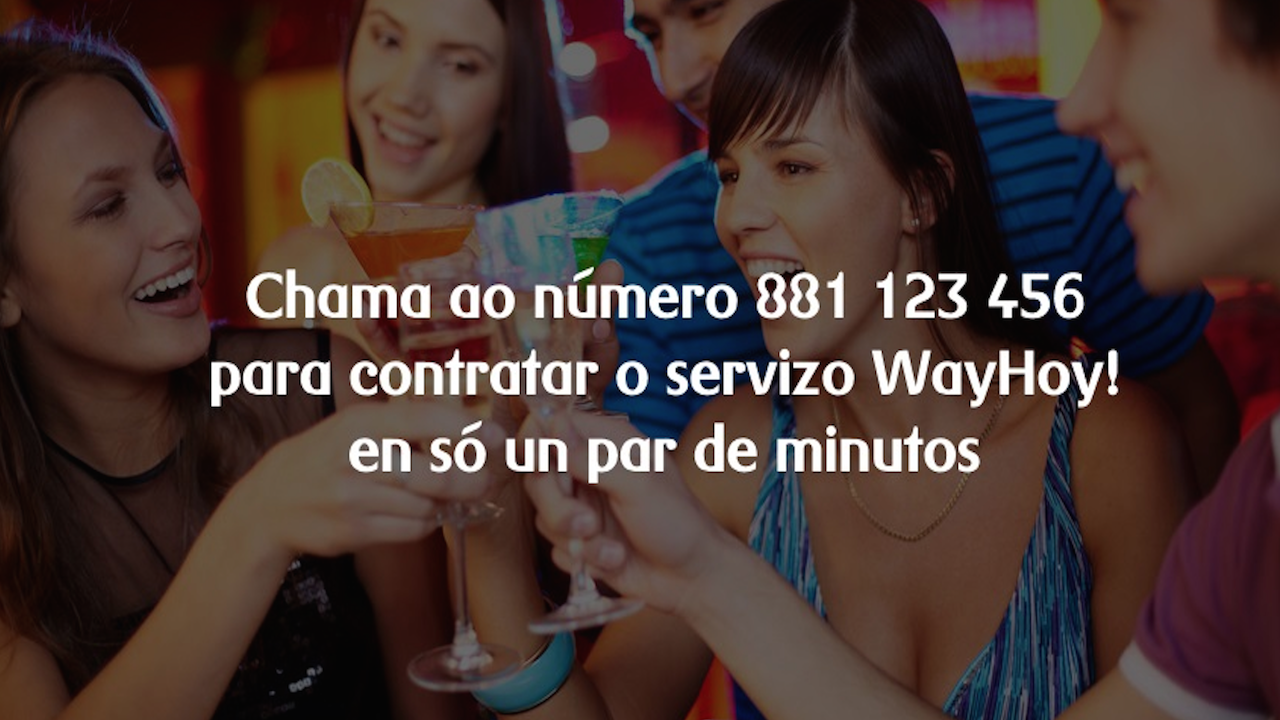 Chama ao número 881 123 456
para contratar o servizo WayHoy!
en só un par de minutos